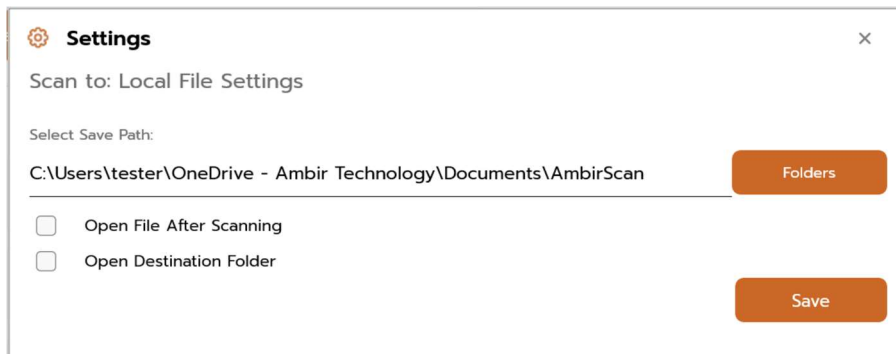 Settings
Scan to: Local File Settings
Select Save Path:
C:\Users\tester\OneDrive - Ambir Technology\Documents\AmbirScan
Folders
Open File After Scanning
Open Destination Folder
Save